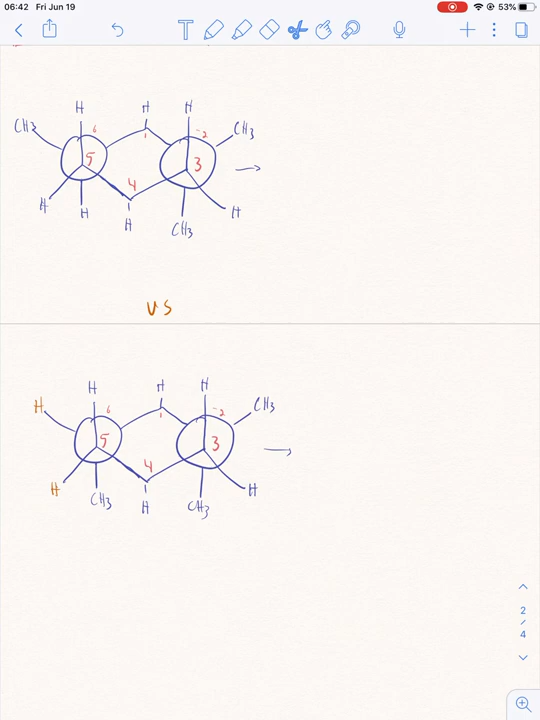 06:42 Fri Jun 19 53%
H H H
CH3 6 1 -2 CH3
5 3
4
H H H H
CH3
vs
H H H
H 6 1 -2 CH3
5 3
4
H H
CH3 H CH3
2
/
4